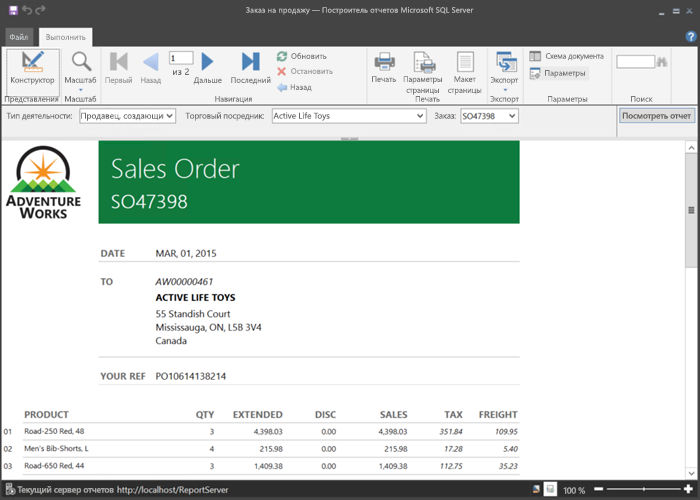 Заказ на продажу — Построитель отчетов Microsoft SQL Server
Файл Выполнить
Конструктор
Масштаб
Первый Назад 1 из 2 Дальше Последний
Обновить
Остановить
Назад
Печать Параметры страницы Макет страницы
Экспорт
Схема документа
Параметры
Представления Масштаб Навигация Печать Экспорт Параметры Поиск
Тип деятельности: Продавец, создающи Торговый посредник: Active Life Toys Заказ: SO47398 Посмотреть отчет
ADVENTURE WORKS
Sales Order
SO47398
DATE MAR, 01, 2015
TO AW00000461
ACTIVE LIFE TOYS
55 Standish Court
Mississauga, ON, L5B 3V4
Canada
YOUR REF PO10614138214
PRODUCT QTY EXTENDED DISC SALES TAX FREIGHT
01 Road-250 Red, 48 3 4,398.03 0.00 4,398.03 351.84 109.95
02 Men's Bib-Shorts, L 4 215.98 0.00 215.98 17.28 5.40
03 Road-650 Red, 44 3 1,409.38 0.00 1,409.38 112.75 35.23
Текущий сервер отчетов http://localhost/ReportServer 100 %